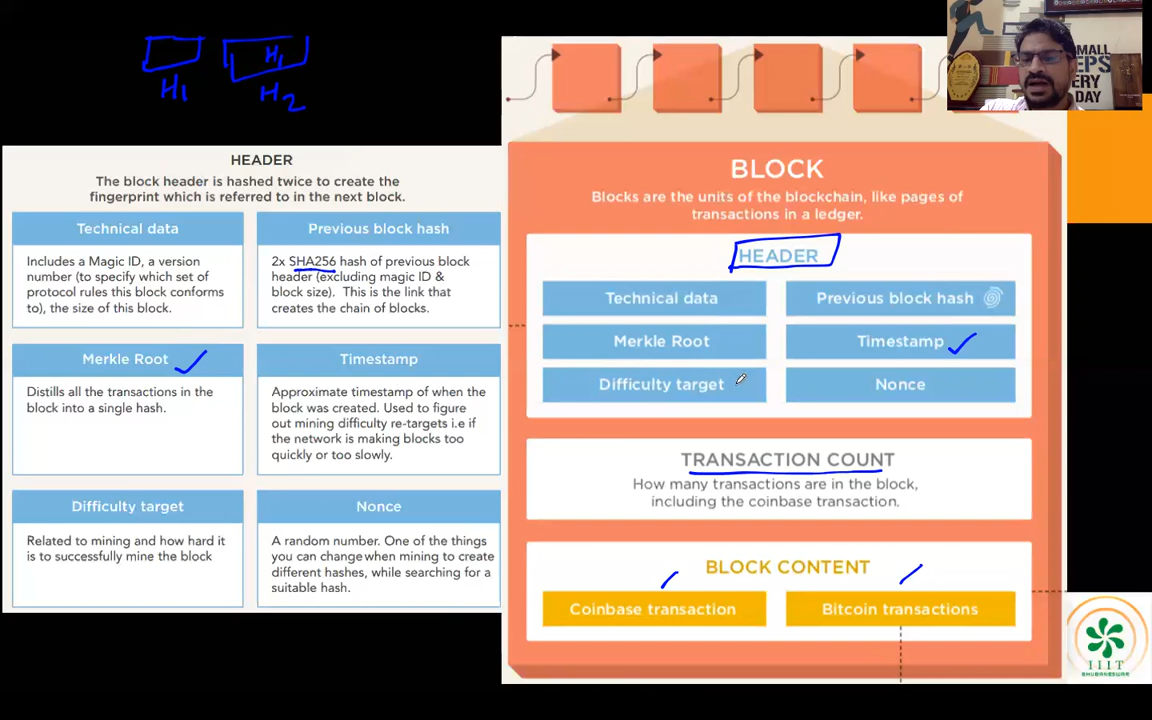 H1
H1
H2
HEADER
The block header is hashed twice to create the
fingerprint which is referred to in the next block.
Technical data
Includes a Magic ID, a version
number (to specify which set of
protocol rules this block conforms
to), the size of this block.
Previous block hash
2x SHA256 hash of previous block
header (excluding magic ID &
block size). This is the link that
creates the chain of blocks.
Merkle Root
Distills all the transactions in the
block into a single hash.
Timestamp
Approximate timestamp of when the
block was created. Used to figure
out mining difficulty re-targets i.e if
the network is making blocks too
quickly or too slowly.
Difficulty target
Related to mining and how hard it
is to successfully mine the block
Nonce
A random number. One of the things
you can change when mining to create
different hashes, while searching for a
suitable hash.
BLOCK
Blocks are the units of the blockchain, like pages of
transactions in a ledger.
HEADER
Technical data
Previous block hash
Merkle Root
Timestamp
Difficulty target
Nonce
TRANSACTION COUNT
How many transactions are in the block,
including the coinbase transaction.
BLOCK CONTENT
Coinbase transaction
Bitcoin transactions
SMALL
DAY
IIIT
BHUBANESWAR